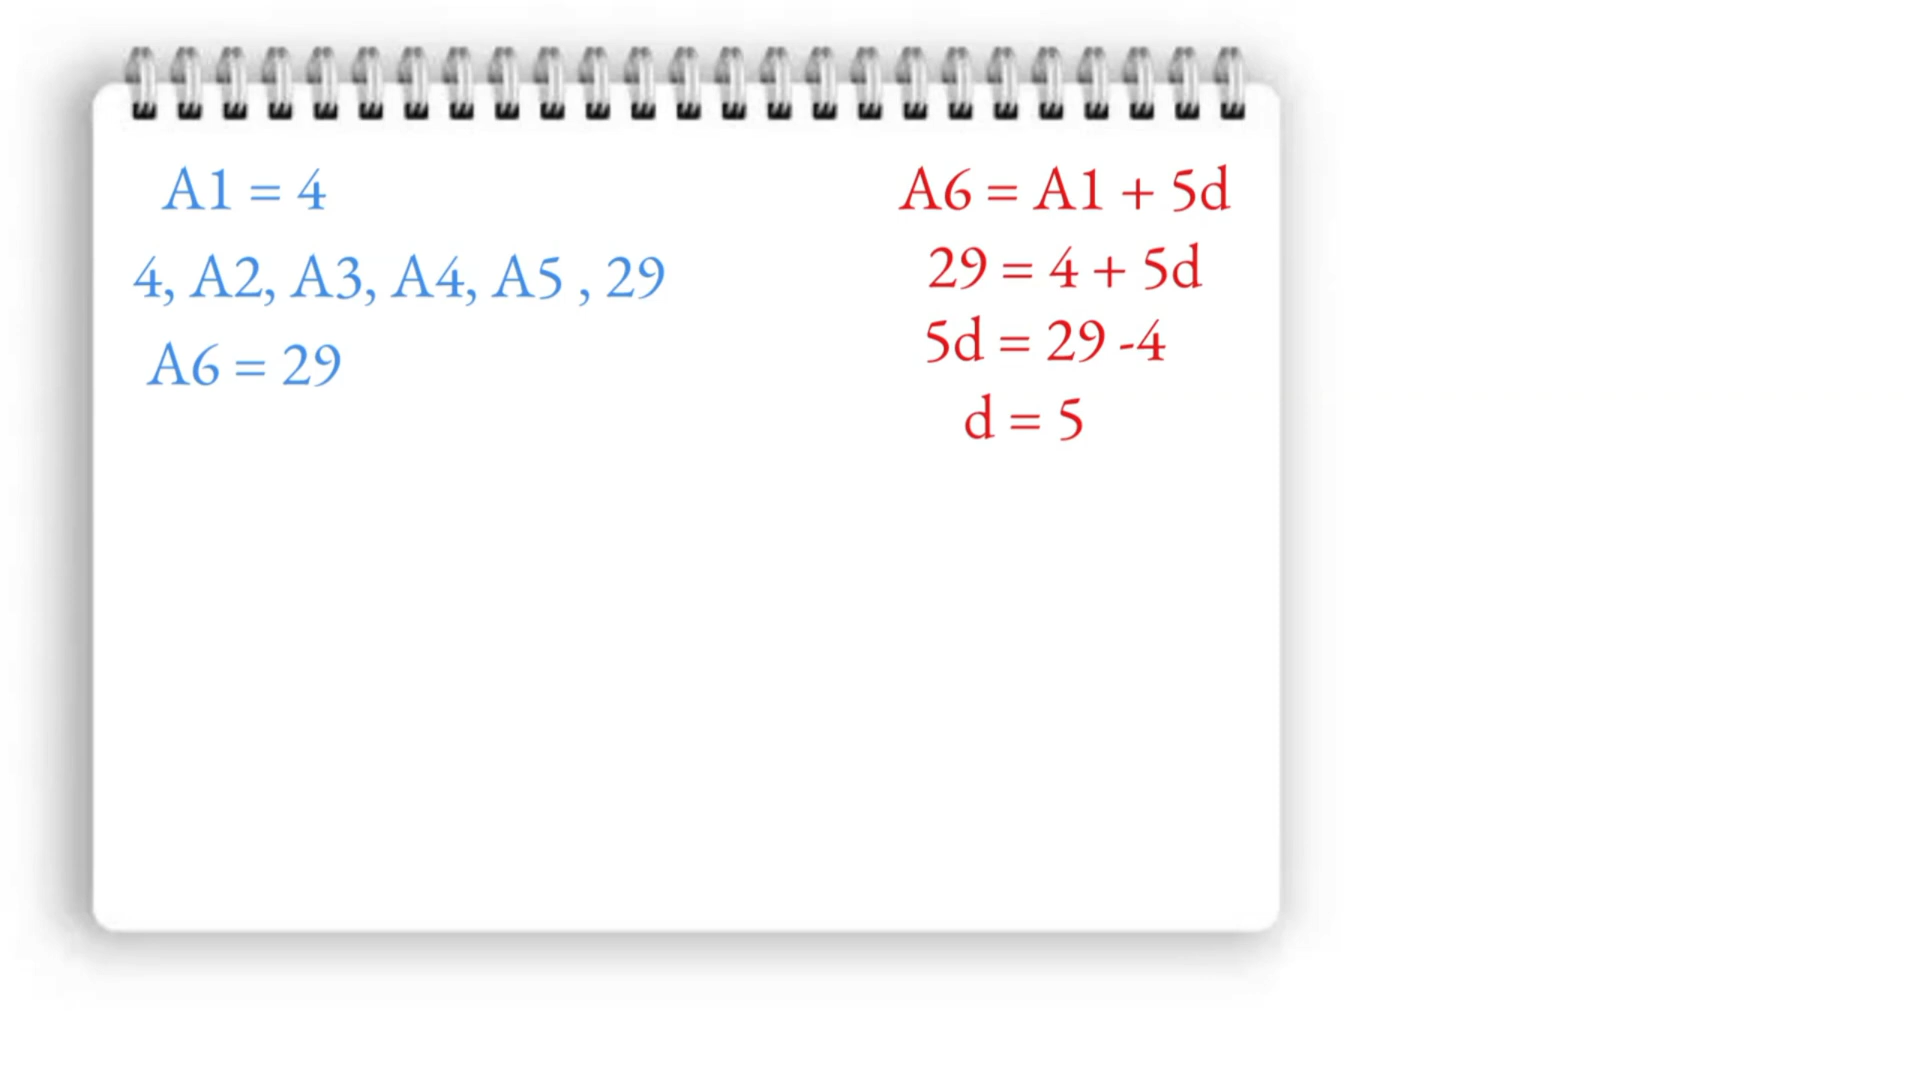 A1 = 4
4, A2, A3, A4, A5 , 29
A6 = 29
A6 = A1 + 5d
29 = 4 + 5d
5d = 29 -4
d = 5